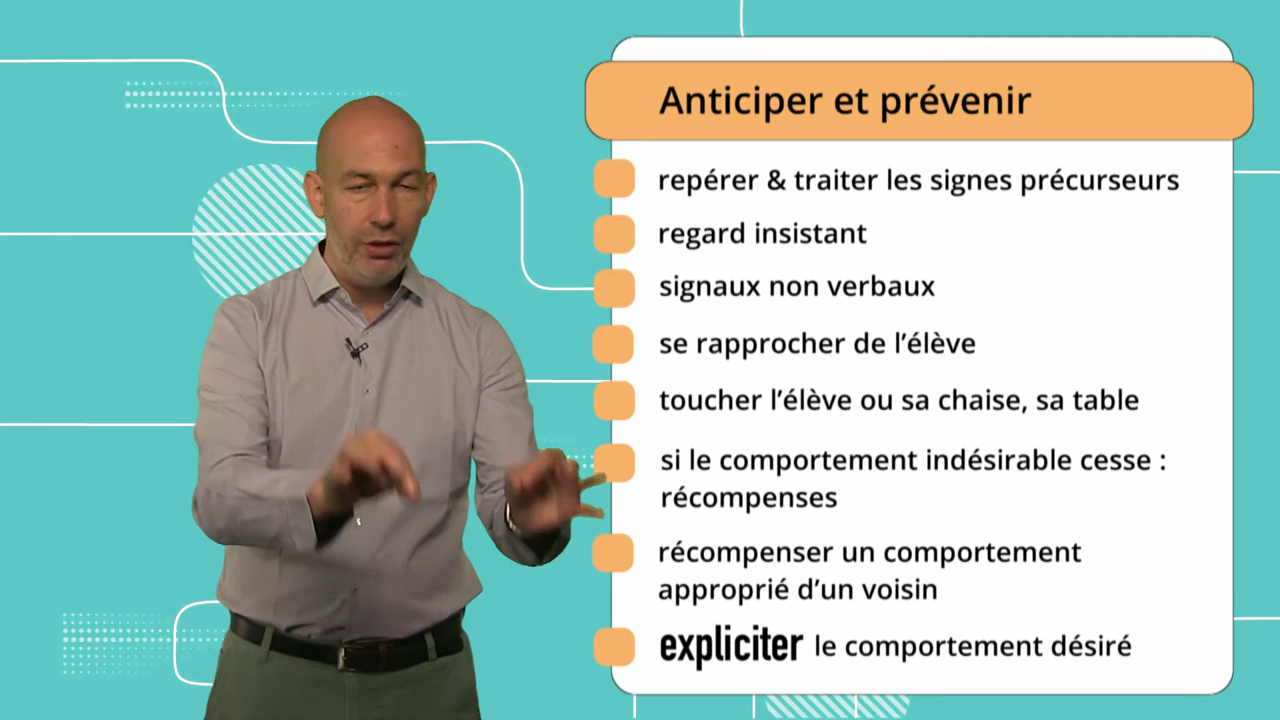 Anticiper et prévenir
repérer & traiter les signes précurseurs
regard insistant
signaux non verbaux
se rapprocher de l’élève
toucher l’élève ou sa chaise, sa table
si le comportement indésirable cesse :
récompenses
récompenser un comportement
approprié d’un voisin
expliciter le comportement désiré